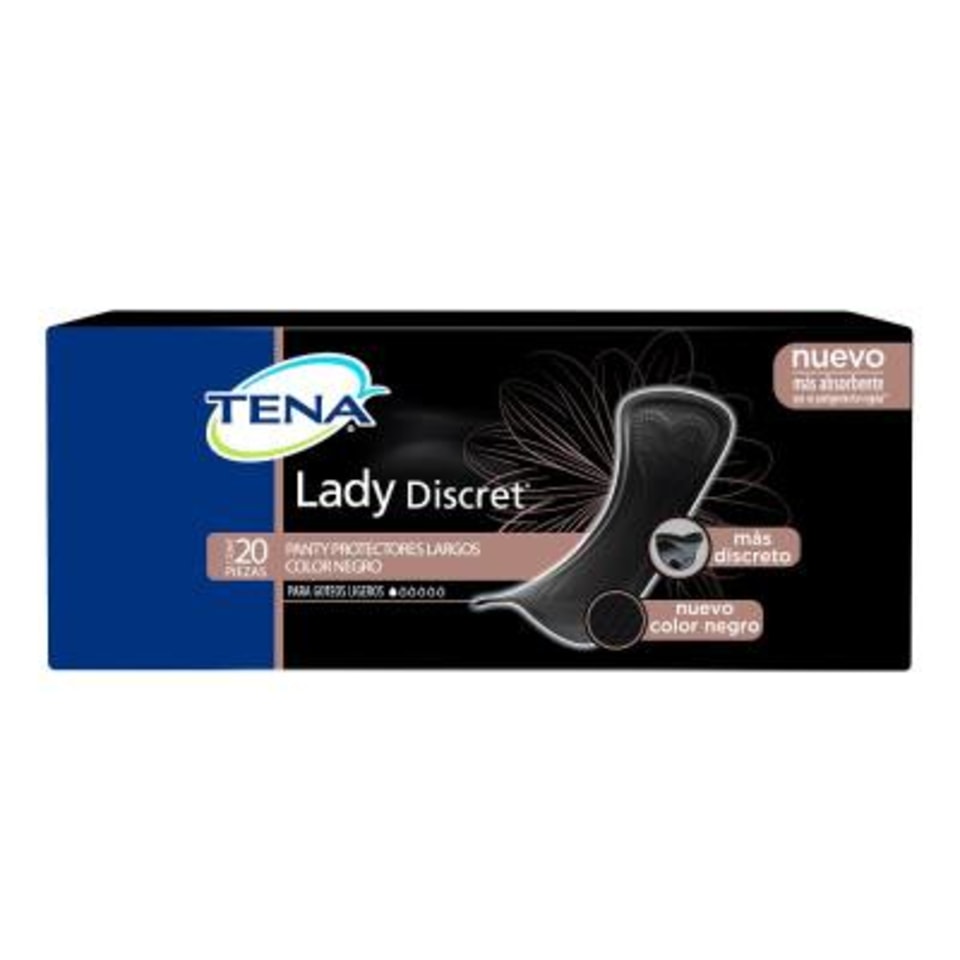 TENA
Lady Discret
20
PIEZAS
PANTY PROTECTORES LARGOS
COLOR NEGRO
PARA GOTEOS LIGEROS
nuevo
más absorbente
más
discreto
nuevo
color negro